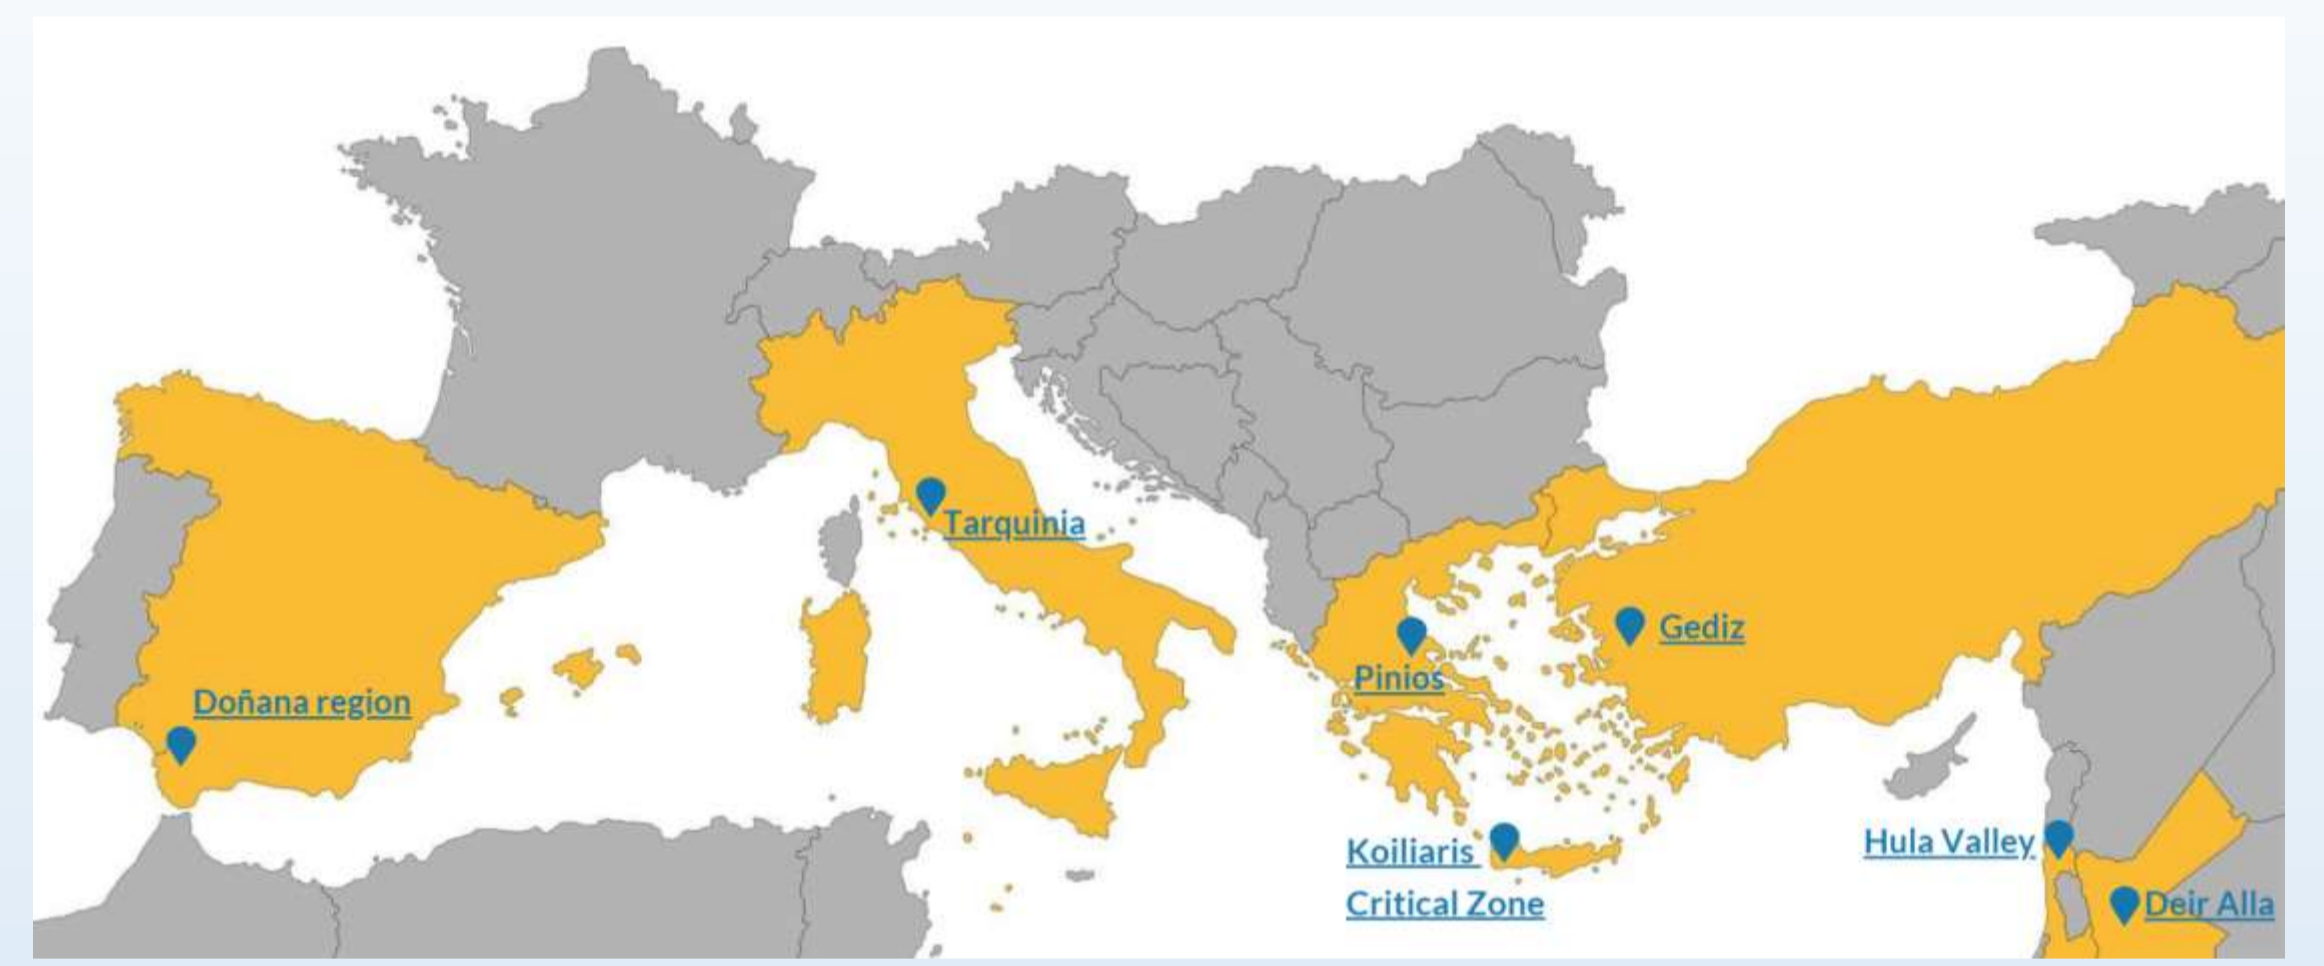 Tarquinia
Gediz
Pinios
Doñana region
Hula Valley
Koiliaris
Critical Zone
Deir Alla